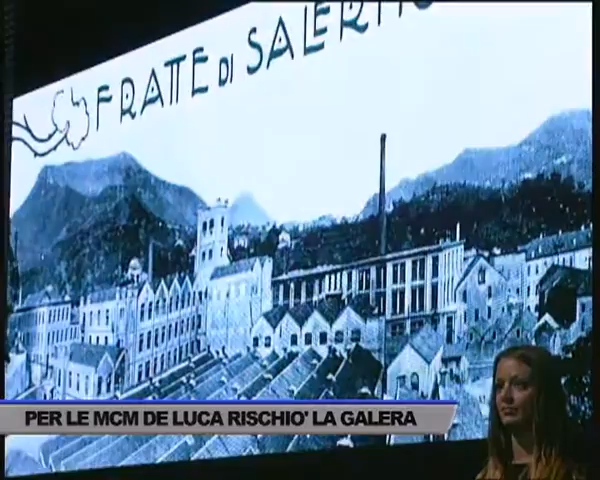 FRATTE DI SALERNO
PER LE MCM DE LUCA RISCHIO' LA GALERA